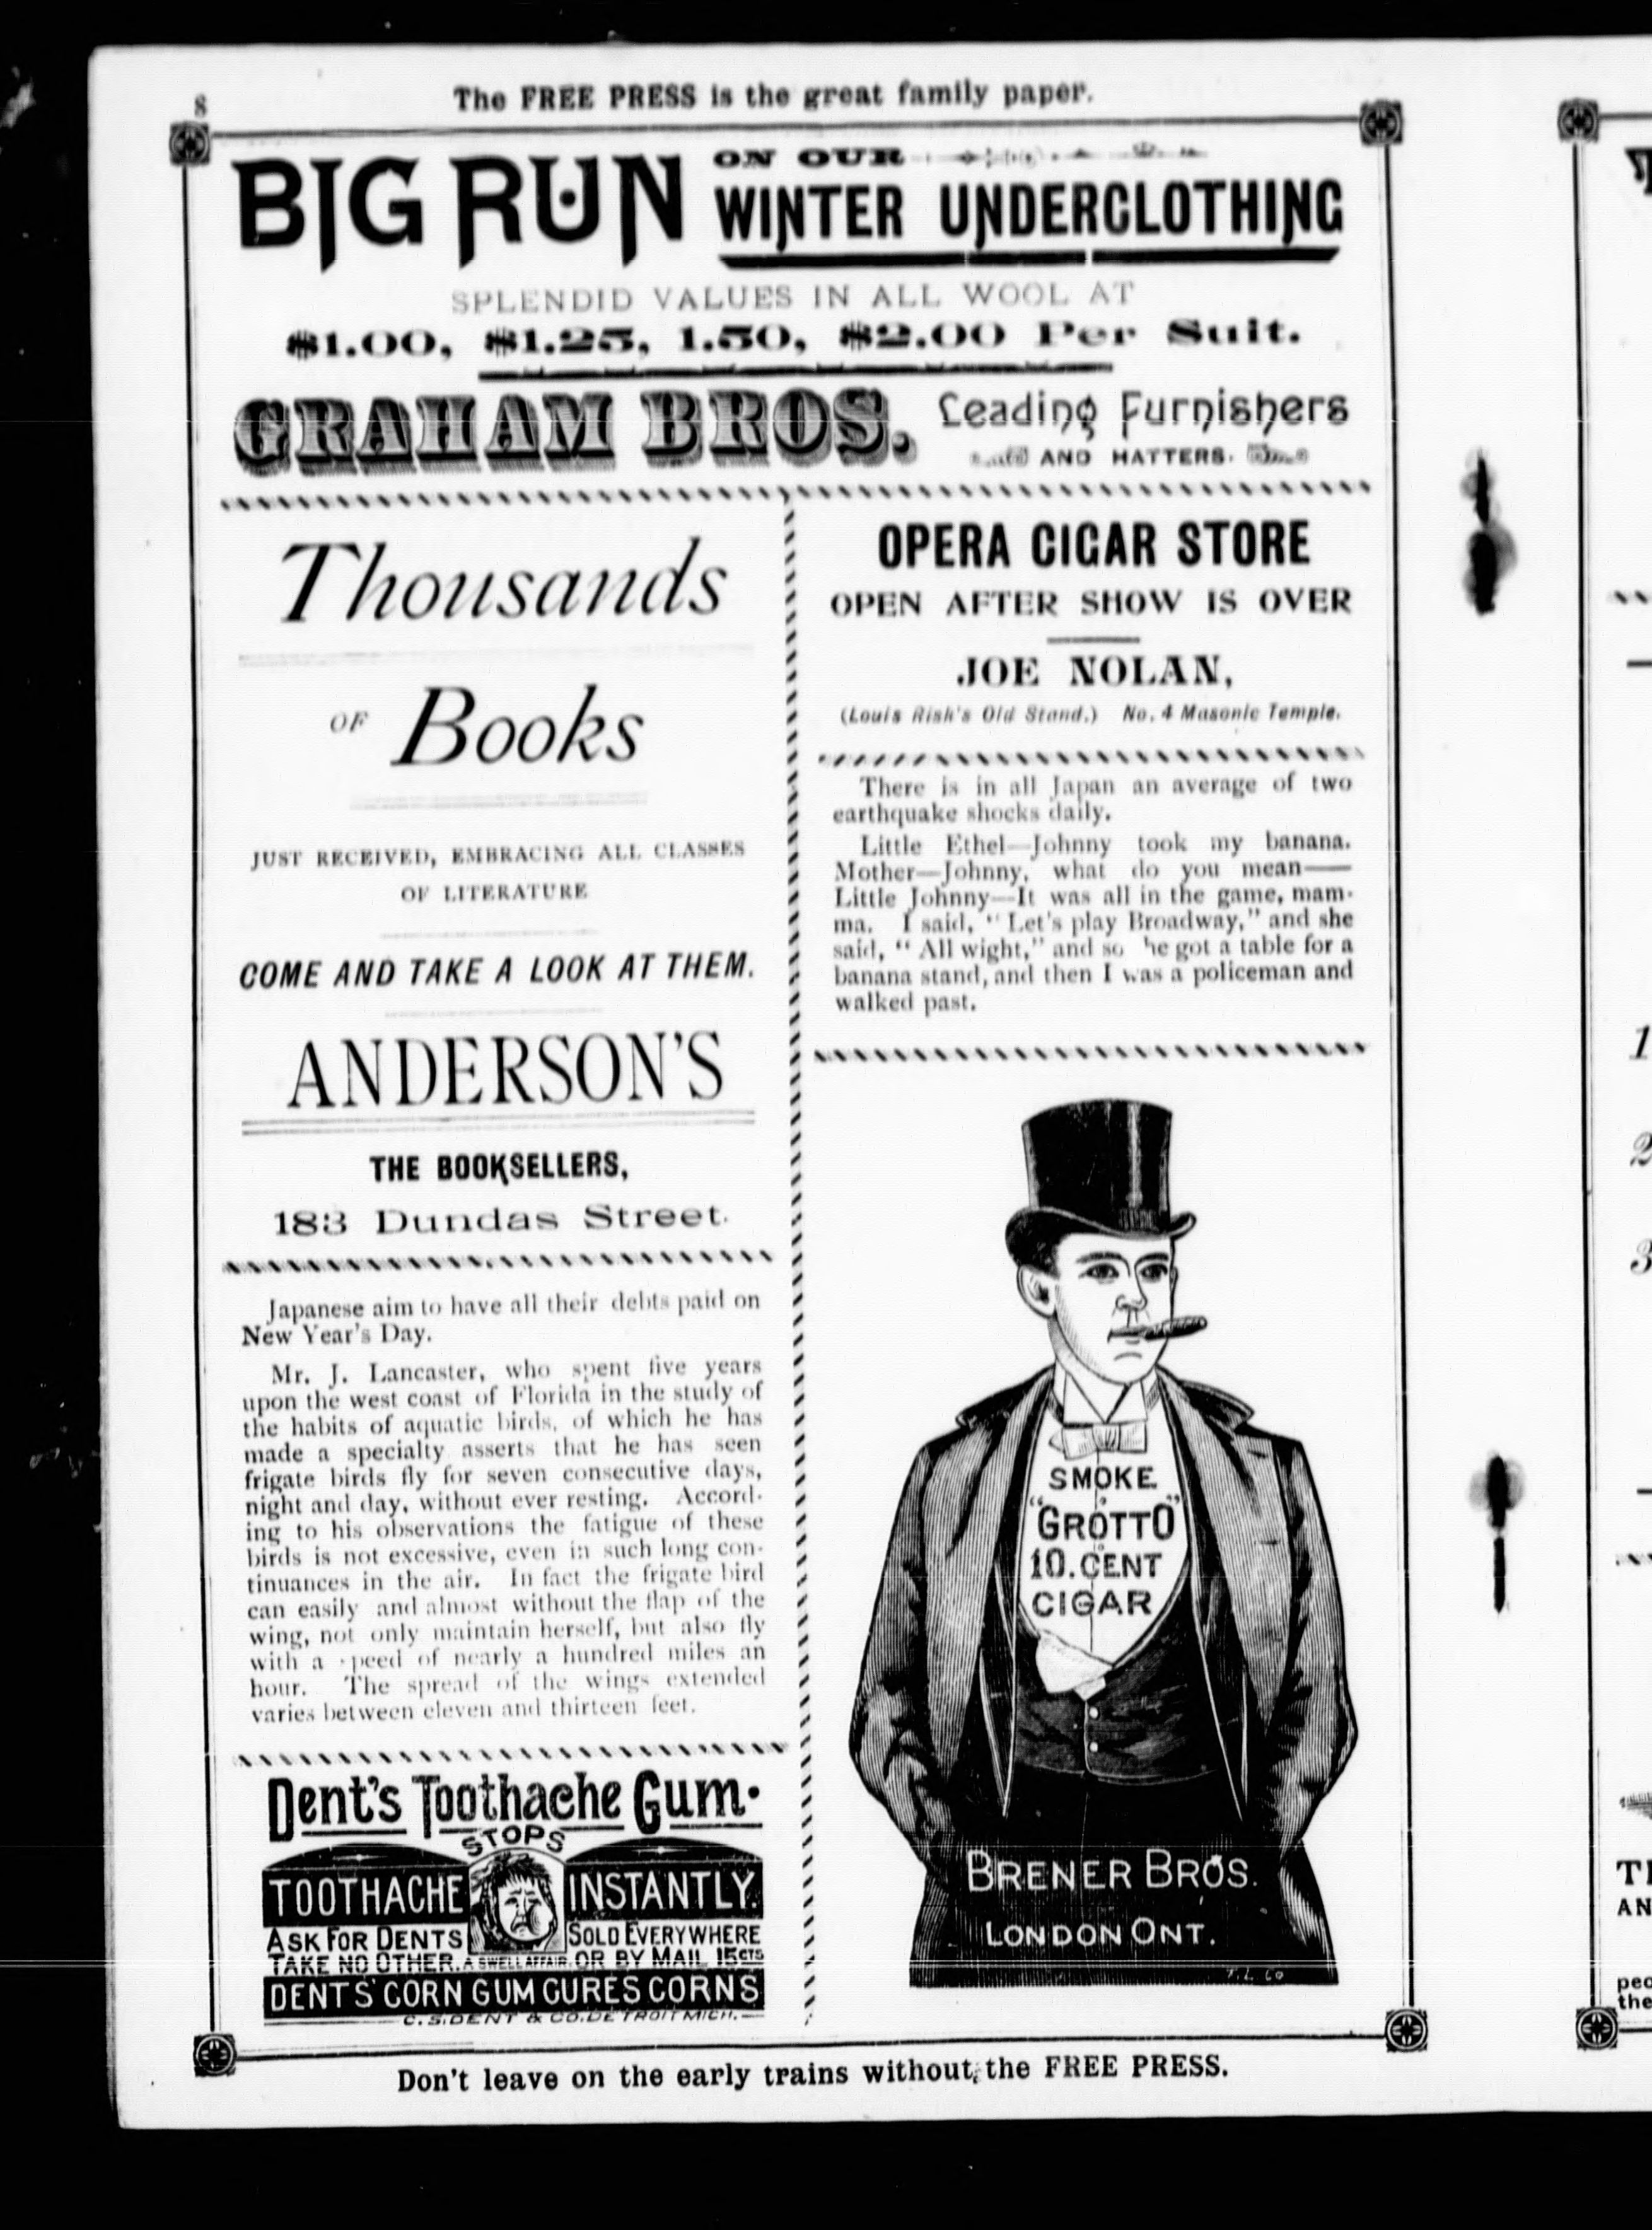 8
The FREE PRESS is the great family paper.
BIG RUN ON OUR
WINTER UNDERCLOTHING
SPLENDID VALUES IN ALL WOOL AT
$1.00, $1.25, 1.50, $2.00 Per Suit.
GRAHAM BROS. Leading Furnishers
AND HATTERS.
Thousands
OF Books
JUST RECEIVED, EMBRACING ALL CLASSES
OF LITERATURE
COME AND TAKE A LOOK AT THEM.
ANDERSON'S
THE BOOKSELLERS,
183 Dundas Street.
Japanese aim to have all their debts paid on
New Year's Day.
Mr. J. Lancaster, who spent five years
upon the west coast of Florida in the study of
the habits of aquatic birds, of which he has
made a specialty asserts that he has seen
frigate birds fly for seven consecutive days,
night and day, without ever resting. Accord-
ing to his observations the fatigue of these
birds is not excessive, even in such long con-
tinuances in the air. In fact the frigate bird
can easily and almost without the flap of the
wing, not only maintain herself, but also fly
with a speed of nearly a hundred miles an
hour. The spread of the wings extended
varies between eleven and thirteen feet.
Dent's Toothache Gum.
STOPS
TOOTHACHE INSTANTLY.
ASK FOR DENTS SOLD EVERYWHERE
TAKE NO OTHER. A SWELL AFFAIR. OR BY MAIL 15CTS
DENT'S CORN GUM CURES CORNS
C. S. DENT & CO. DETROIT MICH.
OPERA CIGAR STORE
OPEN AFTER SHOW IS OVER
JOE NOLAN,
(Louis Risk's Old Stand.) No. 4 Masonic Temple.
There is in all Japan an average of two
earthquake shocks daily.
Little Ethel—Johnny took my banana.
Mother—Johnny, what do you mean——
Little Johnny—It was all in the game, mam-
ma. I said, "Let's play Broadway," and she
said, "All wight," and so he got a table for a
banana stand, and then I was a policeman and
walked past.
SMOKE
"GROTTO"
10.CENT
CIGAR
BRENER BROS.
LONDON ONT.
T. L. Co
Don't leave on the early trains without the FREE PRESS.
1
2
3
AN
peo
the